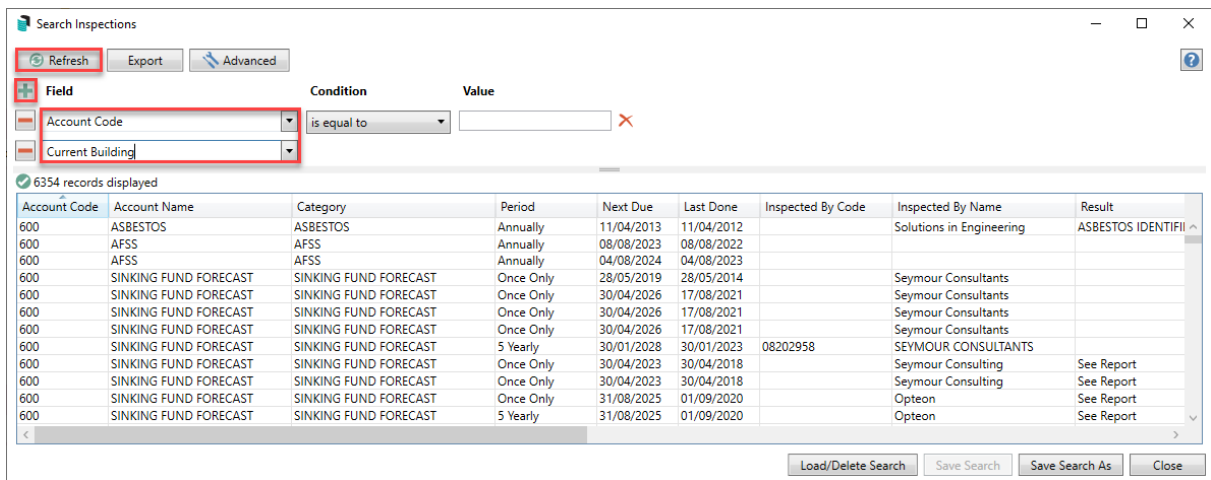 Search Inspections
Refresh Export Advanced
Field Condition Value
Account Code is equal to
Current Building
6354 records displayed
Account Code Account Name Category Period Next Due Last Done Inspected By Code Inspected By Name Result
600 ASBESTOS ASBESTOS Annually 11/04/2013 11/04/2012 Solutions in Engineering ASBESTOS IDENTIFII
600 AFSS AFSS Annually 08/08/2023 08/08/2022
600 AFSS AFSS Annually 04/08/2024 04/08/2023
600 SINKING FUND FORECAST SINKING FUND FORECAST Once Only 28/05/2019 28/05/2014 Seymour Consultants
600 SINKING FUND FORECAST SINKING FUND FORECAST Once Only 30/04/2026 17/08/2021 Seymour Consultants
600 SINKING FUND FORECAST SINKING FUND FORECAST Once Only 30/04/2026 17/08/2021 Seymour Consultants
600 SINKING FUND FORECAST SINKING FUND FORECAST Once Only 30/04/2026 17/08/2021 Seymour Consultants
600 SINKING FUND FORECAST SINKING FUND FORECAST 5 Yearly 30/01/2028 30/01/2023 08202958 SEYMOUR CONSULTANTS
600 SINKING FUND FORECAST SINKING FUND FORECAST Once Only 30/04/2023 30/04/2018 Seymour Consulting See Report
600 SINKING FUND FORECAST SINKING FUND FORECAST Once Only 30/04/2023 30/04/2018 Seymour Consulting See Report
600 SINKING FUND FORECAST SINKING FUND FORECAST Once Only 31/08/2025 01/09/2020 Opteon See Report
600 SINKING FUND FORECAST SINKING FUND FORECAST 5 Yearly 31/08/2025 01/09/2020 Opteon See Report
Load/Delete Search Save Search Save Search As Close